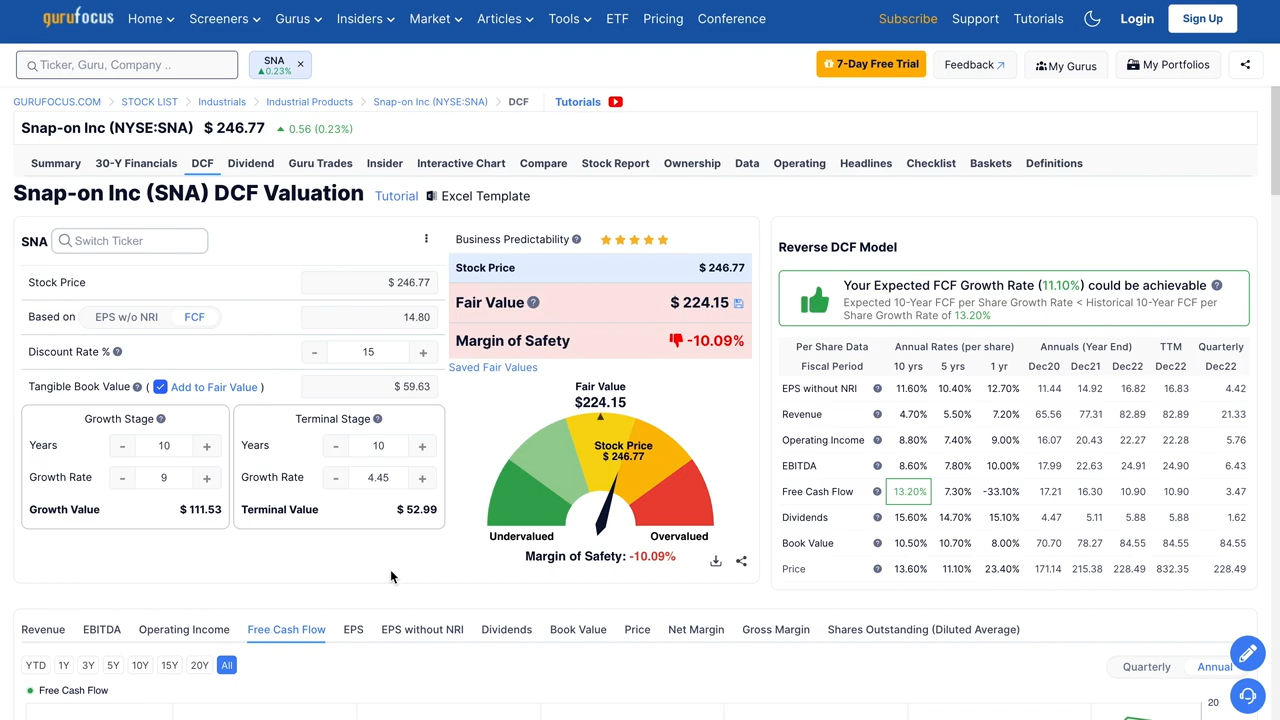 gurufocus Home Screeners Gurus Insiders Market Articles Tools ETF Pricing Conference Subscribe Support Tutorials Login Sign Up
Ticker, Guru, Company .. SNA ▲0.23% × 7-Day Free Trial Feedback My Gurus My Portfolios
GURUFOCUS.COM > STOCK LIST > Industrials > Industrial Products > Snap-on Inc (NYSE:SNA) > DCF Tutorials
Snap-on Inc (NYSE:SNA) $ 246.77 ▲ 0.56 (0.23%)
Summary 30-Y Financials DCF Dividend Guru Trades Insider Interactive Chart Compare Stock Report Ownership Data Operating Headlines Checklist Baskets Definitions
Snap-on Inc (SNA) DCF Valuation Tutorial Excel Template
SNA Switch Ticker
Stock Price $ 246.77
Based on EPS w/o NRI FCF 14.80
Discount Rate % - 15 +
Tangible Book Value ( Add to Fair Value ) $ 59.63
Growth Stage
Years - 10 +
Growth Rate - 9 +
Growth Value $ 111.53
Terminal Stage
Years - 10 +
Growth Rate - 4.45 +
Terminal Value $ 52.99
Business Predictability ★★★★★
Stock Price $ 246.77
Fair Value $ 224.15
Margin of Safety -10.09%
Saved Fair Values
Fair Value
$224.15
Stock Price
$ 246.77
Undervalued Overvalued
Margin of Safety: -10.09%
Reverse DCF Model
Your Expected FCF Growth Rate (11.10%) could be achievable
Expected 10-Year FCF per Share Growth Rate < Historical 10-Year FCF per
Share Growth Rate of 13.20%
Per Share Data Annual Rates (per share) Annuals (Year End) TTM Quarterly
Fiscal Period 10 yrs 5 yrs 1 yr Dec20 Dec21 Dec22 Dec22 Dec22
EPS without NRI 11.60% 10.40% 12.70% 11.44 14.92 16.82 16.83 4.42
Revenue 4.70% 5.50% 7.20% 65.56 77.31 82.89 82.89 21.33
Operating Income 8.80% 7.40% 9.00% 16.07 20.43 22.27 22.28 5.76
EBITDA 8.60% 7.80% 10.00% 17.99 22.63 24.91 24.90 6.43
Free Cash Flow 13.20% 7.30% -33.10% 17.21 16.30 10.90 10.90 3.47
Dividends 15.60% 14.70% 15.10% 4.47 5.11 5.88 5.88 1.62
Book Value 10.50% 10.70% 8.00% 70.70 78.27 84.55 84.55 84.55
Price 13.60% 11.10% 23.40% 171.14 215.38 228.49 832.35 228.49
Revenue EBITDA Operating Income Free Cash Flow EPS EPS without NRI Dividends Book Value Price Net Margin Gross Margin Shares Outstanding (Diluted Average)
YTD 1Y 3Y 5Y 10Y 15Y 20Y All Quarterly Annual
Free Cash Flow
20